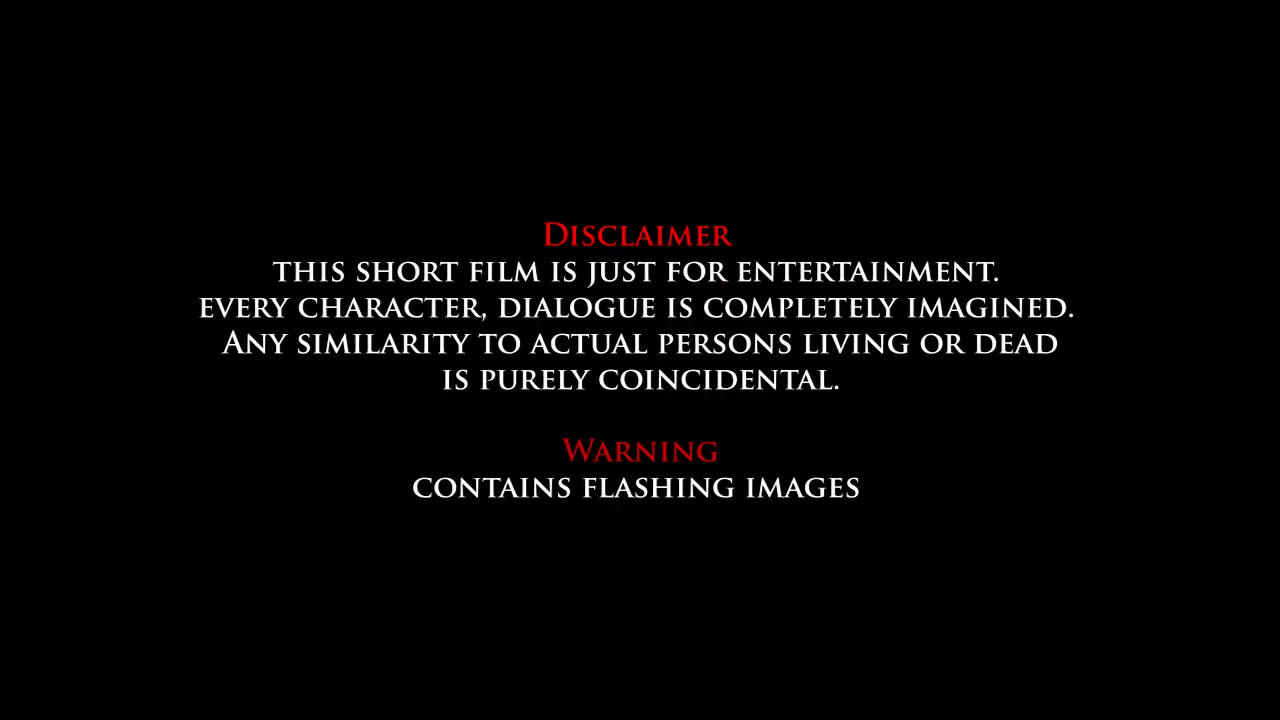 Disclaimer
this short film is just for entertainment.
every character, dialogue is completely imagined.
Any similarity to actual persons living or dead
is purely coincidental.
Warning
contains flashing images